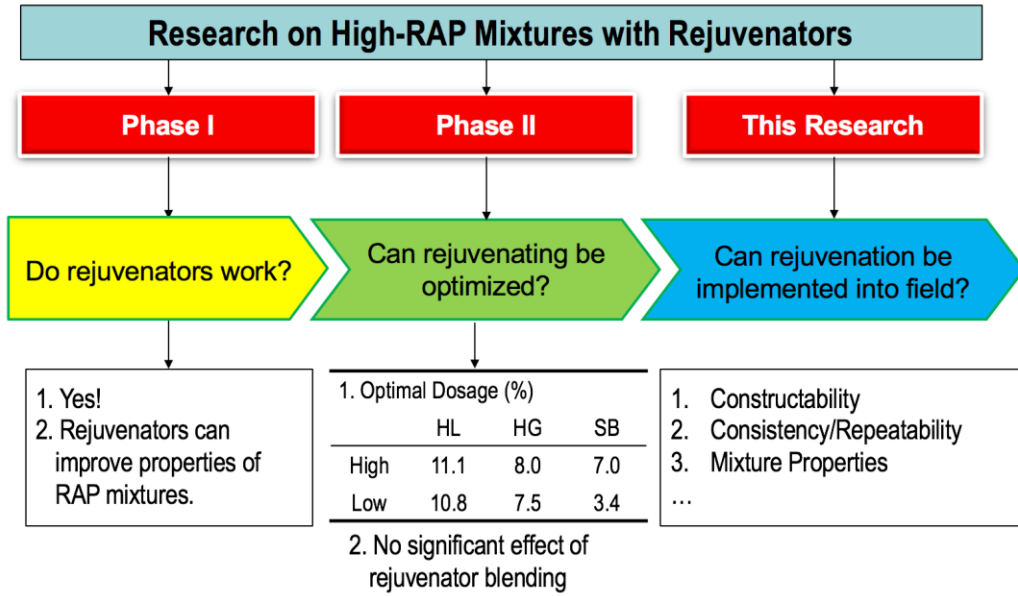 Research on High-RAP Mixtures with Rejuvenators
Phase I
Phase II
This Research
Do rejuvenators work?
Can rejuvenating be
optimized?
Can rejuvenation be
implemented into field?
1. Yes!
2. Rejuvenators can
improve properties of
RAP mixtures.
1. Optimal Dosage (%)
HL HG SB
High 11.1 8.0 7.0
Low 10.8 7.5 3.4
2. No significant effect of
rejuvenator blending
1. Constructability
2. Consistency/Repeatability
3. Mixture Properties
…